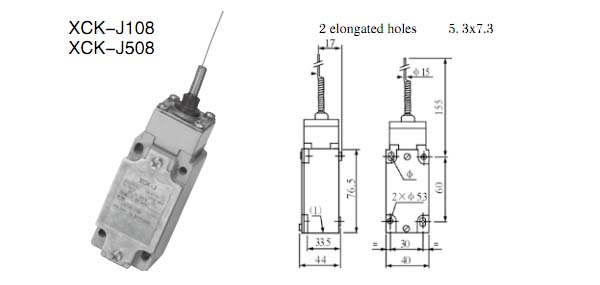 XCK-J108
XCK-J508
2 elongated holes 5. 3x7.3
17
Φ15
155
XCK-J
76.5
Φ
60
2×Φ53
(1)
33.5
= 30 =
44
40